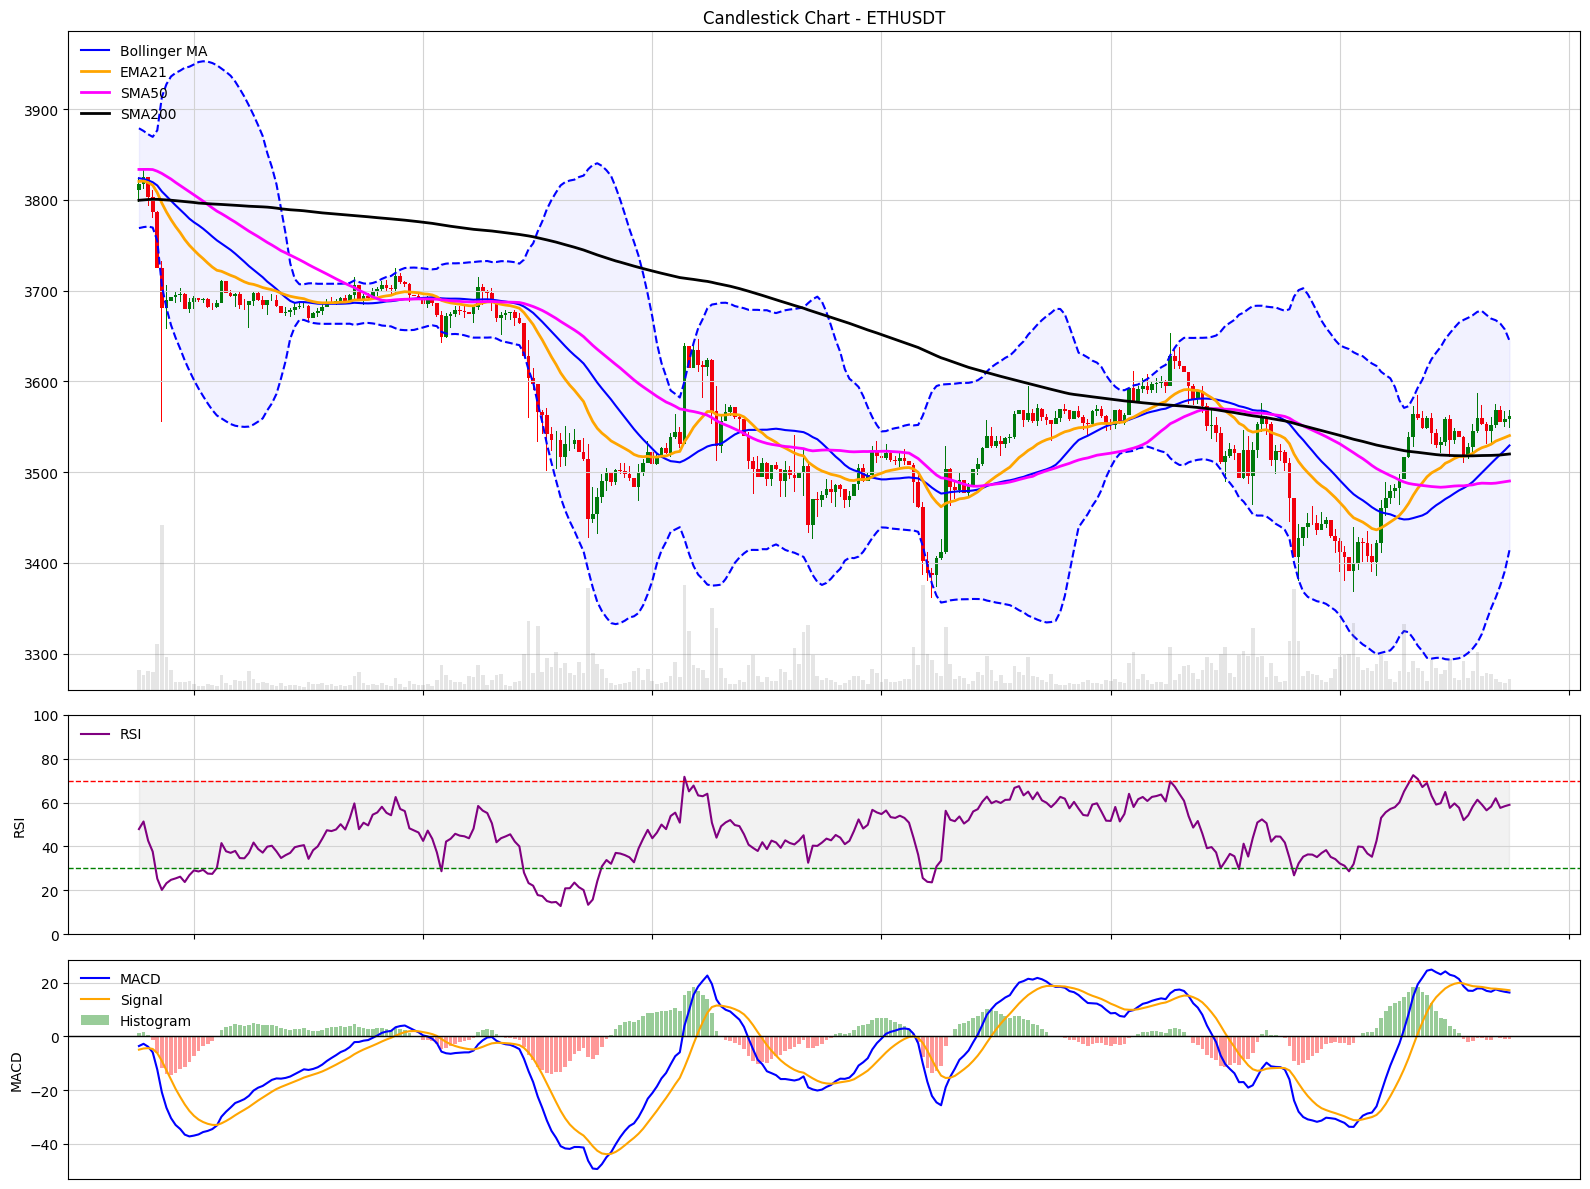 Candlestick Chart - ETHUSDT
Bollinger MA
EMA21
SMA50
SMA200
3900
3800
3700
3600
3500
3400
3300
RSI
100
80
60
40
20
0
RSI
MACD
Signal
Histogram
20
0
−20
−40
MACD